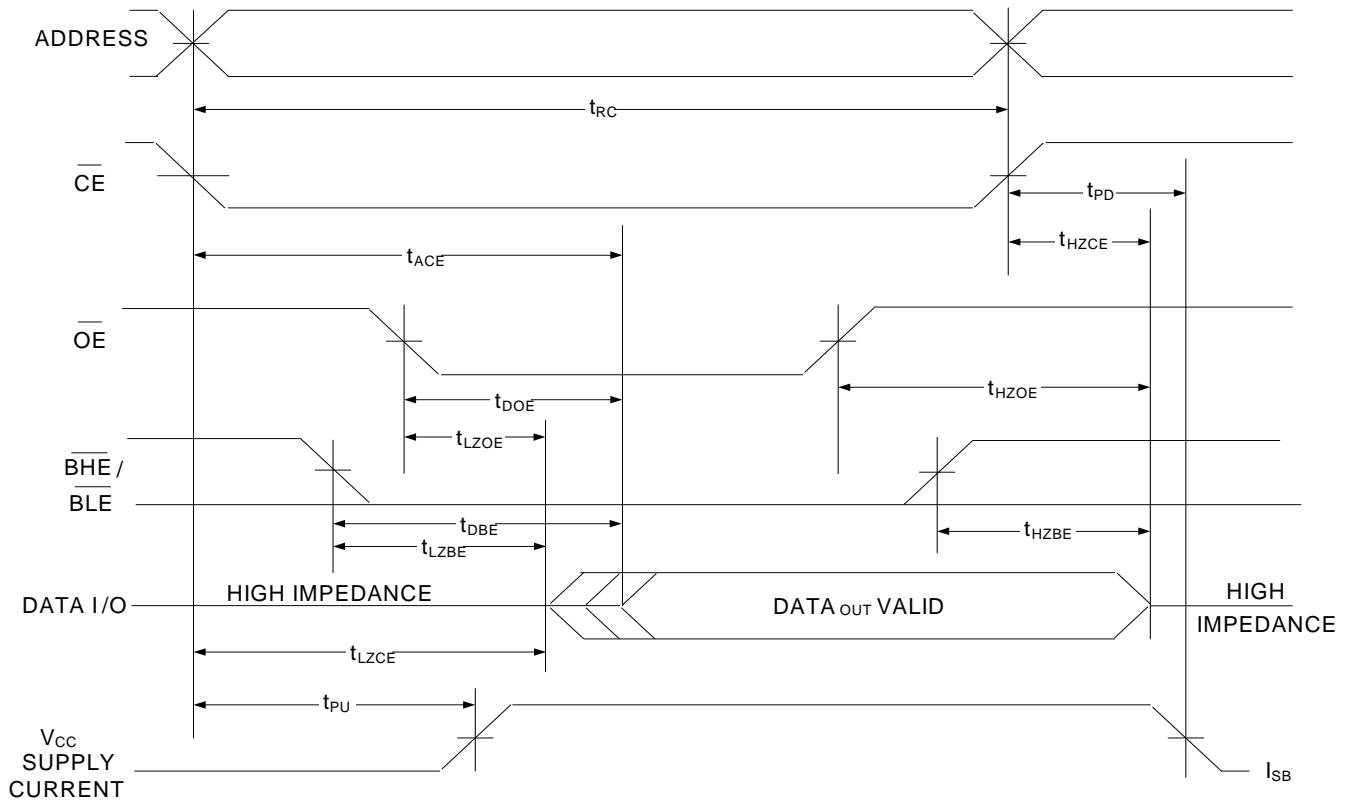 ADDRESS
tRC
CE
tPD
tHZCE
tACE
OE
tHZOE
tDOE
tLZOE
BHE /
BLE
tDBE
tHZBE
tLZBE
DATA I/O
HIGH IMPEDANCE
DATA OUT VALID
HIGH
IMPEDANCE
tLZCE
tPU
VCC
SUPPLY
CURRENT
ISB